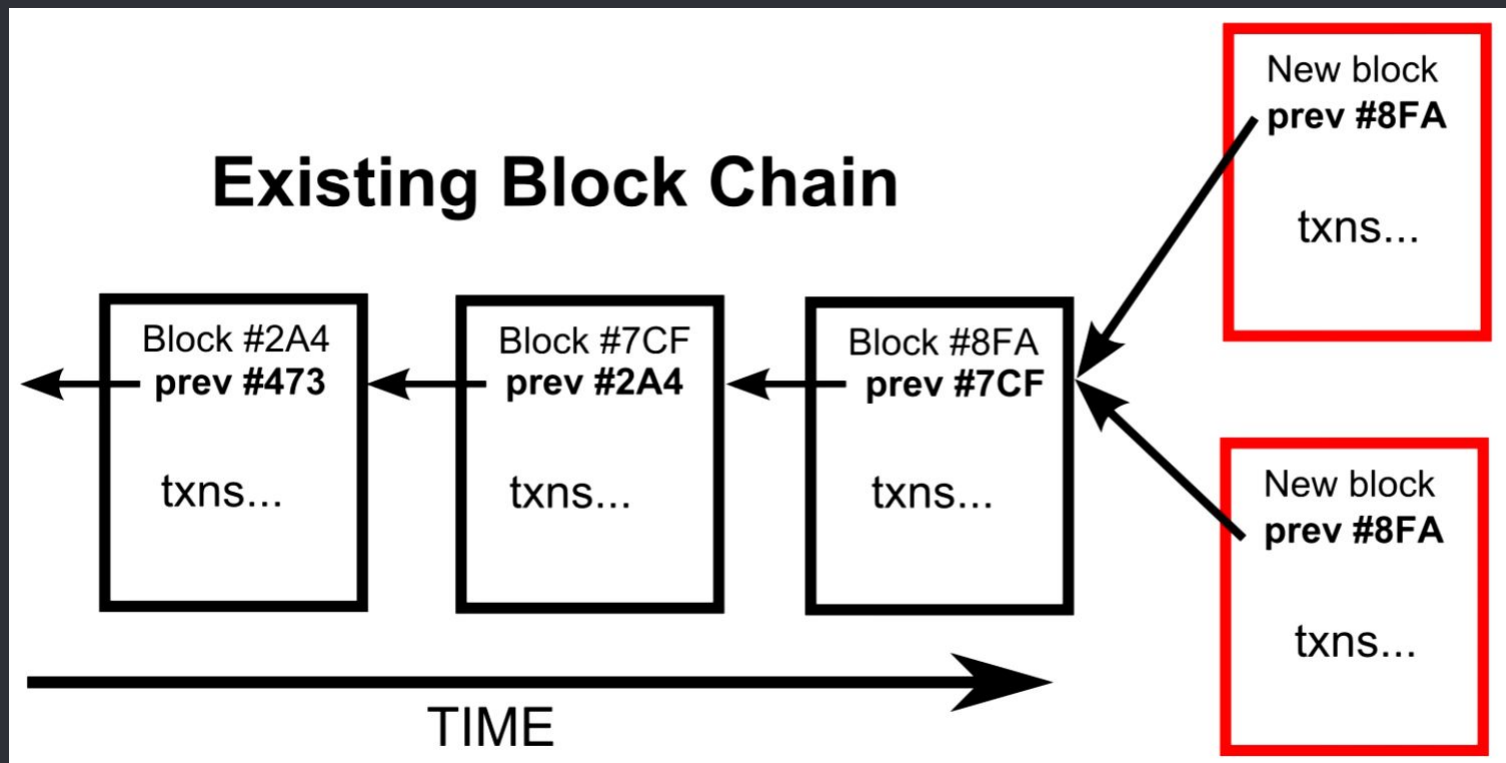 Existing Block Chain
Block #2A4
prev #473
txns...
Block #7CF
prev #2A4
txns...
Block #8FA
prev #7CF
txns...
New block
prev #8FA
txns...
New block
prev #8FA
txns...
TIME